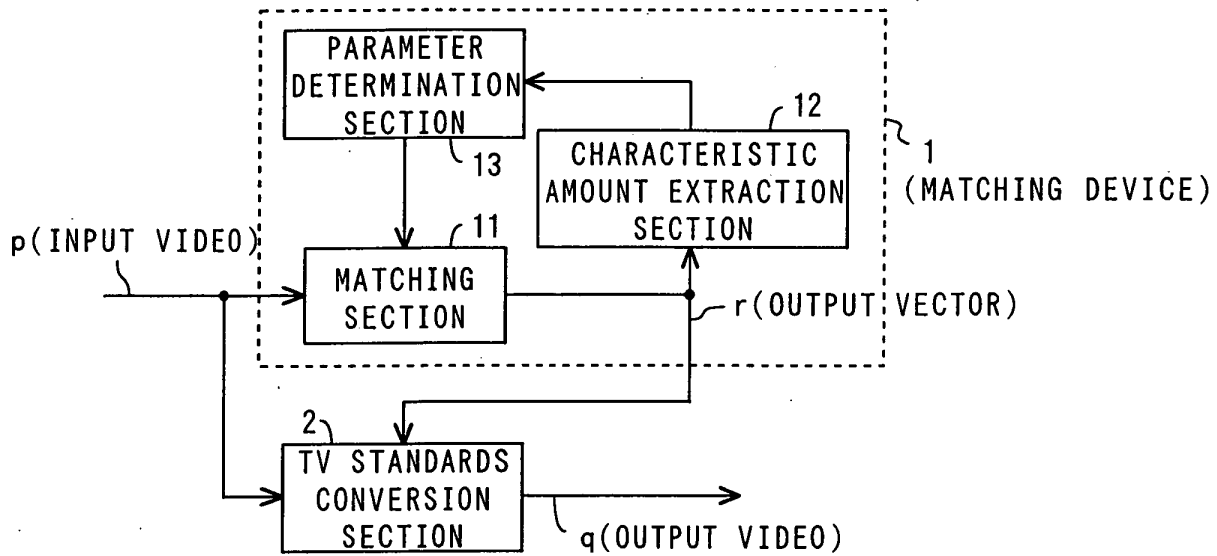 PARAMETER
DETERMINATION
SECTION
13
12
CHARACTERISTIC
AMOUNT EXTRACTION
SECTION
1
(MATCHING DEVICE)
p(INPUT VIDEO)
11
MATCHING
SECTION
r(OUTPUT VECTOR)
2
TV STANDARDS
CONVERSION
SECTION
q(OUTPUT VIDEO)